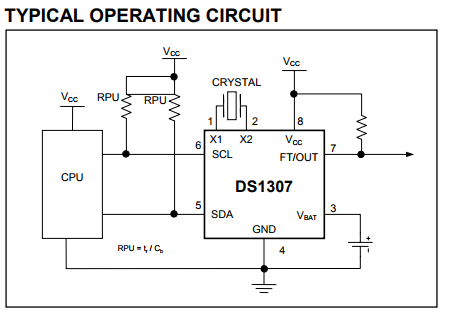 TYPICAL OPERATING CIRCUIT
Vcc
Vcc
CRYSTAL
Vcc
RPU
RPU
1
2
8
X1
X2
Vcc
6
SCL
FT/OUT
7
CPU
DS1307
5
SDA
VBAT
3
+
GND
RPU = tr / Cb
4